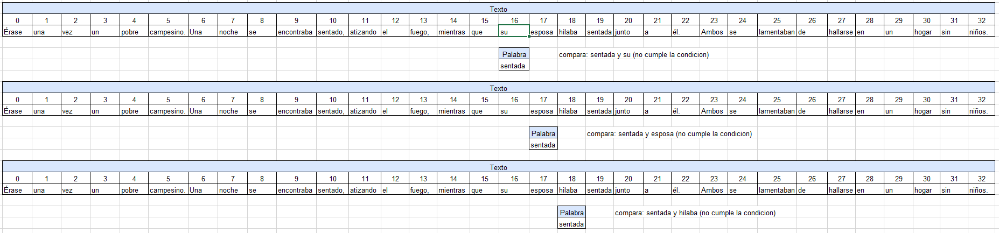 Texto
0 1 2 3 4 5 6 7 8 9 10 11 12 13 14 15 16 17 18 19 20 21 22 23 24 25 26 27 28 29 30 31 32
Érase una vez un pobre campesino. Una noche se encontraba sentado, atizando el fuego, mientras que su esposa hilaba sentada junto a él. Ambos se lamentaban de hallarse en un hogar sin niños.
Palabra compara: sentada y su (no cumple la condicion)
sentada
Texto
0 1 2 3 4 5 6 7 8 9 10 11 12 13 14 15 16 17 18 19 20 21 22 23 24 25 26 27 28 29 30 31 32
Érase una vez un pobre campesino. Una noche se encontraba sentado, atizando el fuego, mientras que su esposa hilaba sentada junto a él. Ambos se lamentaban de hallarse en un hogar sin niños.
Palabra compara: sentada y esposa (no cumple la condicion)
sentada
Texto
0 1 2 3 4 5 6 7 8 9 10 11 12 13 14 15 16 17 18 19 20 21 22 23 24 25 26 27 28 29 30 31 32
Érase una vez un pobre campesino. Una noche se encontraba sentado, atizando el fuego, mientras que su esposa hilaba sentada junto a él. Ambos se lamentaban de hallarse en un hogar sin niños.
Palabra compara: sentada y hilaba (no cumple la condicion)
sentada